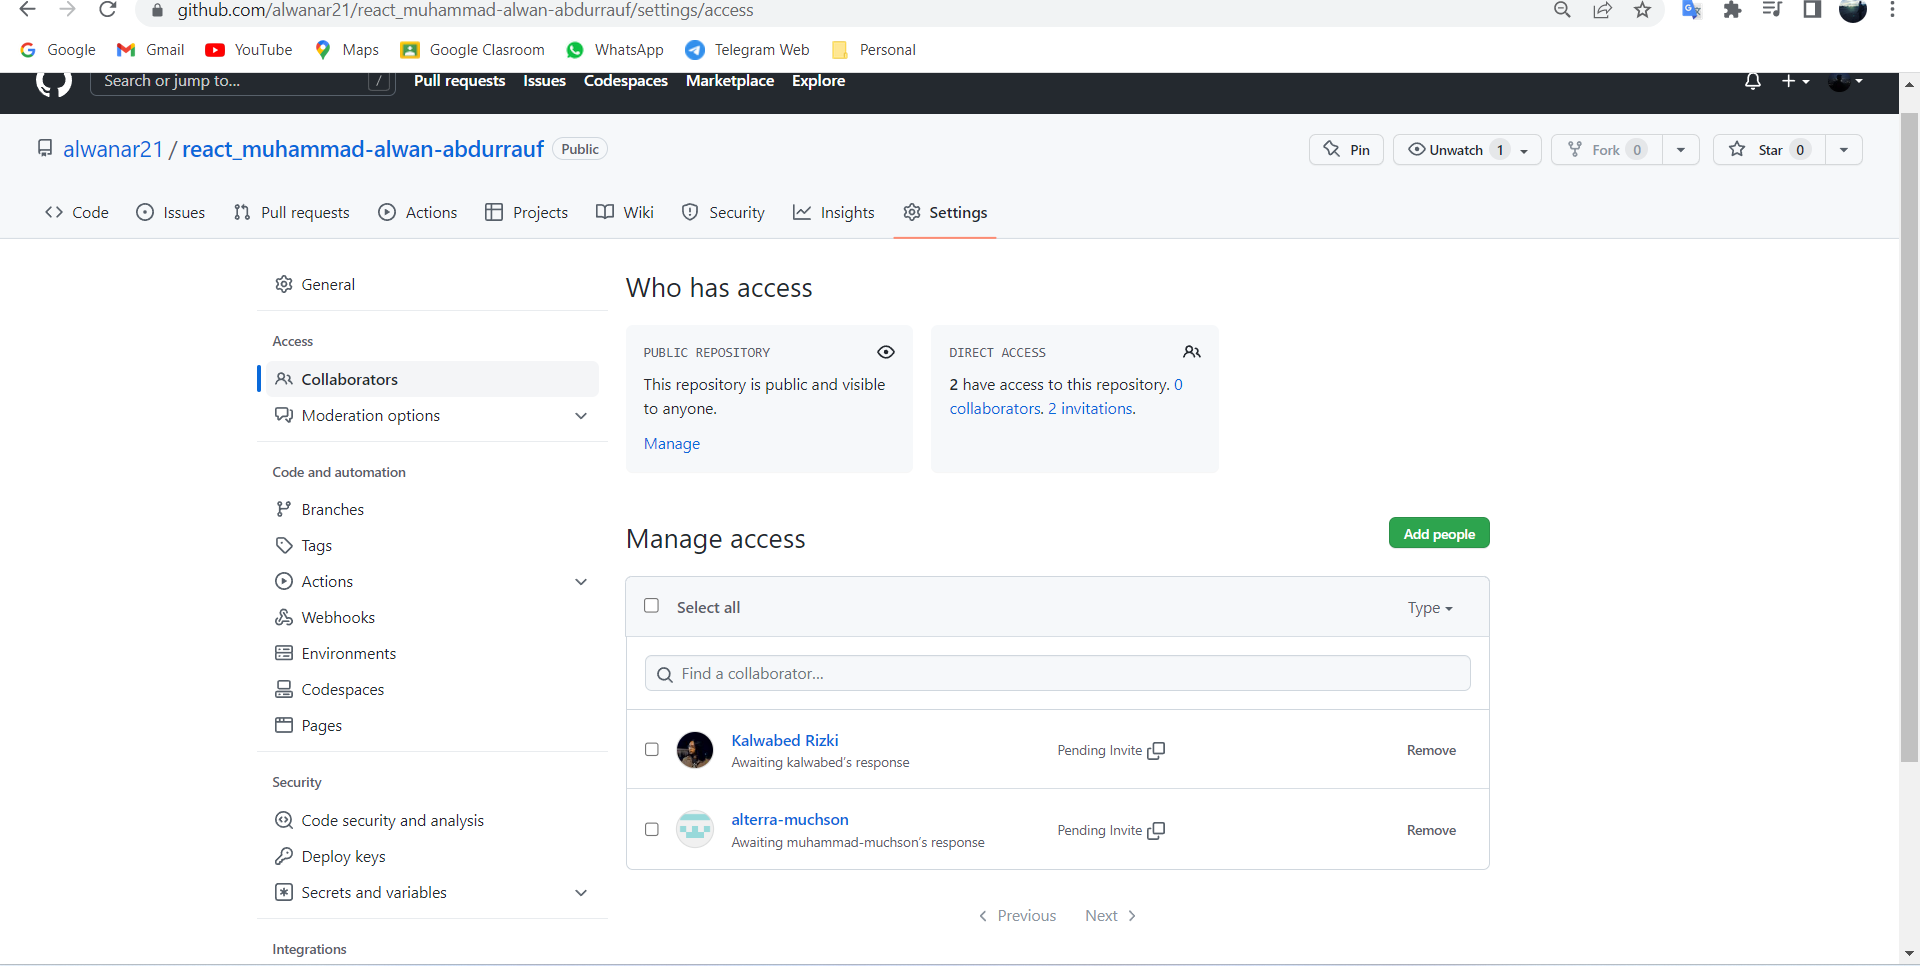 github.com/alwanar21/react_muhammad-alwan-abdurrauf/settings/access
Google Gmail YouTube Maps Google Clasroom WhatsApp Telegram Web Personal
Search or jump to... / Pull requests Issues Codespaces Marketplace Explore
alwanar21 / react_muhammad-alwan-abdurrauf Public Pin Unwatch 1 Fork 0 Star 0
Code Issues Pull requests Actions Projects Wiki Security Insights Settings
General
Access
Collaborators
Moderation options
Code and automation
Branches
Tags
Actions
Webhooks
Environments
Codespaces
Pages
Security
Code security and analysis
Deploy keys
Secrets and variables
Integrations
Who has access
PUBLIC REPOSITORY
This repository is public and visible
to anyone.
Manage
DIRECT ACCESS
2 have access to this repository. 0
collaborators. 2 invitations.
Manage access Add people
Select all Type
Find a collaborator...
Kalwabed Rizki
Awaiting kalwabed’s response
Pending Invite Remove
alterra-muchson
Awaiting muhammad-muchson’s response
Pending Invite Remove
Previous Next